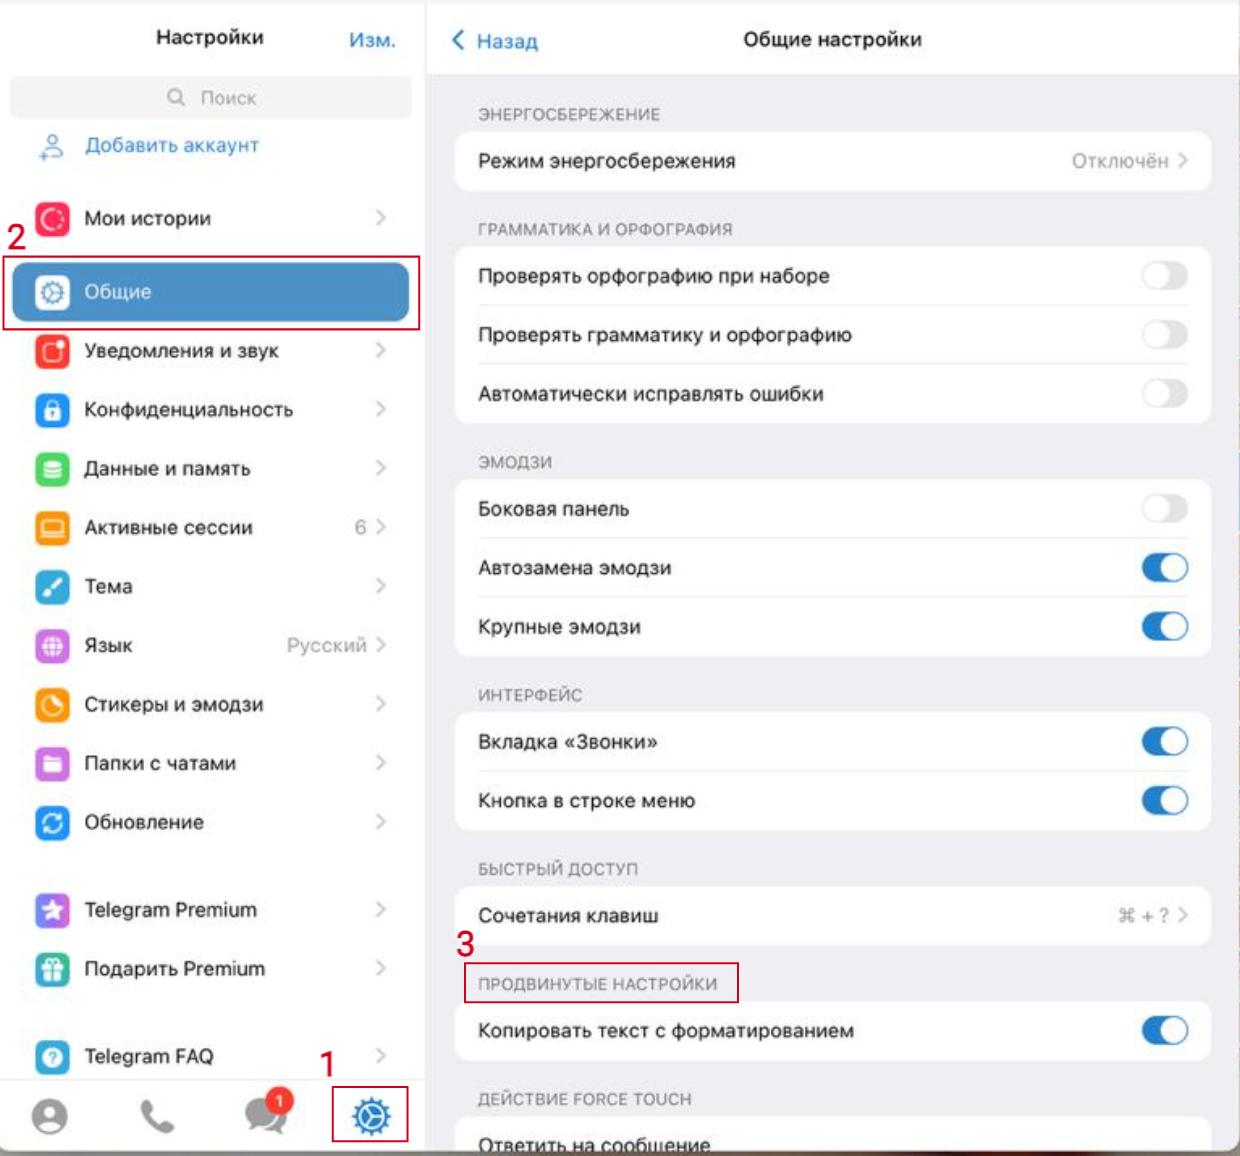 Настройки
Изм.
Поиск
Добавить аккаунт
Мои истории
2
Общие
Уведомления и звук
Конфиденциальность
Данные и память
Активные сессии 6
Тема
Язык Русский
Стикеры и эмодзи
Папки с чатами
Обновление
Telegram Premium
Подарить Premium
Telegram FAQ
1
1
Назад
Общие настройки
ЭНЕРГОСБЕРЕЖЕНИЕ
Режим энергосбережения Отключён
ГРАММАТИКА И ОРФОГРАФИЯ
Проверять орфографию при наборе
Проверять грамматику и орфографию
Автоматически исправлять ошибки
ЭМОДЗИ
Боковая панель
Автозамена эмодзи
Крупные эмодзи
ИНТЕРФЕЙС
Вкладка «Звонки»
Кнопка в строке меню
БЫСТРЫЙ ДОСТУП
Сочетания клавиш ⌘ + ?
3
ПРОДВИНУТЫЕ НАСТРОЙКИ
Копировать текст с форматированием
ДЕЙСТВИЕ FORCE TOUCH
Ответить на сообщение